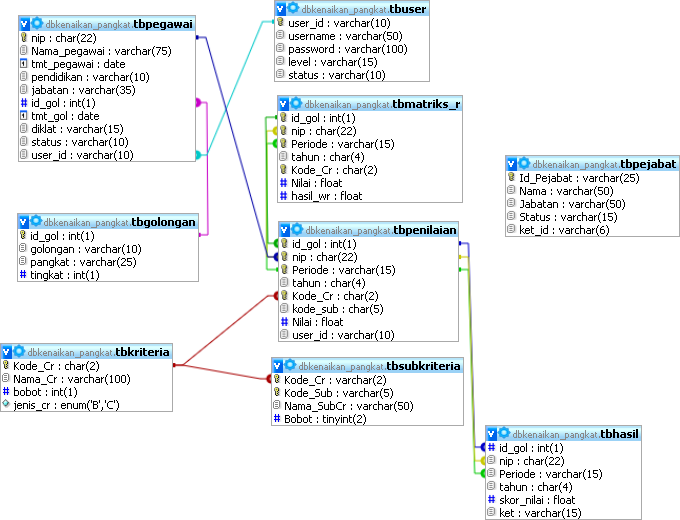 dbkenaikan_pangkat.tbpegawai
nip : char(22)
Nama_pegawai : varchar(75)
tmt_pegawai : date
pendidikan : varchar(10)
jabatan : varchar(35)
id_gol : int(1)
tmt_gol : date
diklat : varchar(15)
status : varchar(10)
user_id : varchar(10)
dbkenaikan_pangkat.tbuser
user_id : varchar(10)
username : varchar(50)
password : varchar(100)
level : varchar(15)
status : varchar(10)
dbkenaikan_pangkat.tbmatriks_r
id_gol : int(1)
nip : char(22)
Periode : varchar(15)
tahun : char(4)
Kode_Cr : char(2)
Nilai : float
hasil_wr : float
dbkenaikan_pangkat.tbpejabat
Id_Pejabat : varchar(25)
Nama : varchar(50)
Jabatan : varchar(50)
Status : varchar(15)
ket_id : varchar(6)
dbkenaikan_pangkat.tbgolongan
id_gol : int(1)
golongan : varchar(10)
pangkat : varchar(25)
tingkat : int(1)
dbkenaikan_pangkat.tbpenilaian
id_gol : int(1)
nip : char(22)
Periode : varchar(15)
tahun : char(4)
Kode_Cr : char(2)
kode_sub : char(5)
Nilai : float
user_id : varchar(10)
dbkenaikan_pangkat.tbkriteria
Kode_Cr : char(2)
Nama_Cr : varchar(100)
bobot : int(1)
jenis_cr : enum('B','C')
dbkenaikan_pangkat.tbsubkriteria
Kode_Cr : varchar(2)
Kode_Sub : varchar(5)
Nama_SubCr : varchar(50)
Bobot : tinyint(2)
dbkenaikan_pangkat.tbhasil
id_gol : int(1)
nip : char(22)
Periode : varchar(15)
tahun : char(4)
skor_nilai : float
ket : varchar(15)